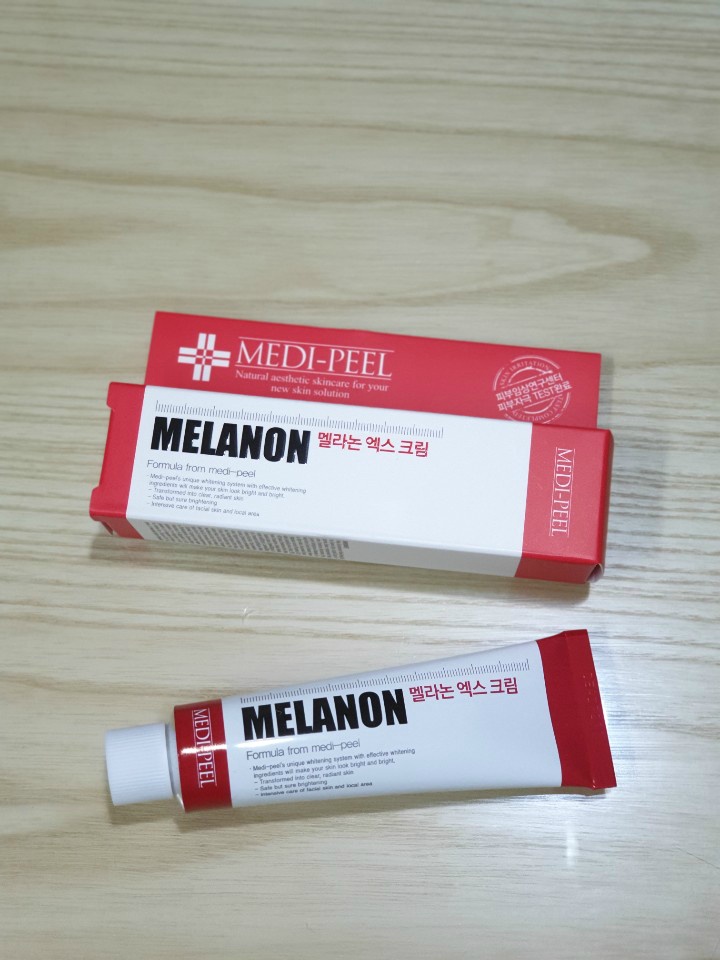 MEDI-PEEL
Natural aesthetic skincare for your
new skin solution
SKIN IRRITATION
피부임상연구센터
피부자극 TEST완료
TEST COMPLETED
MELANON 멜라논 엑스 크림
Formula from medi-peel
· Medi-peel's unique whitening system with effective whitening
ingredients will make your skin look bright and bright.
- Transformed into clear, radiant skin
- Safe but sure brightening
- Intensive care of facial skin and local area
MEDI-PEEL
MEDI-PEEL
MELANON 멜라논 엑스 크림
Formula from medi-peel
· Medi-peel's unique whitening system with effective whitening
ingredients will make your skin look bright and bright,
- Transformed into clear, radiant skin
- Safe but sure brightening
- Intensive care of facial skin and local area